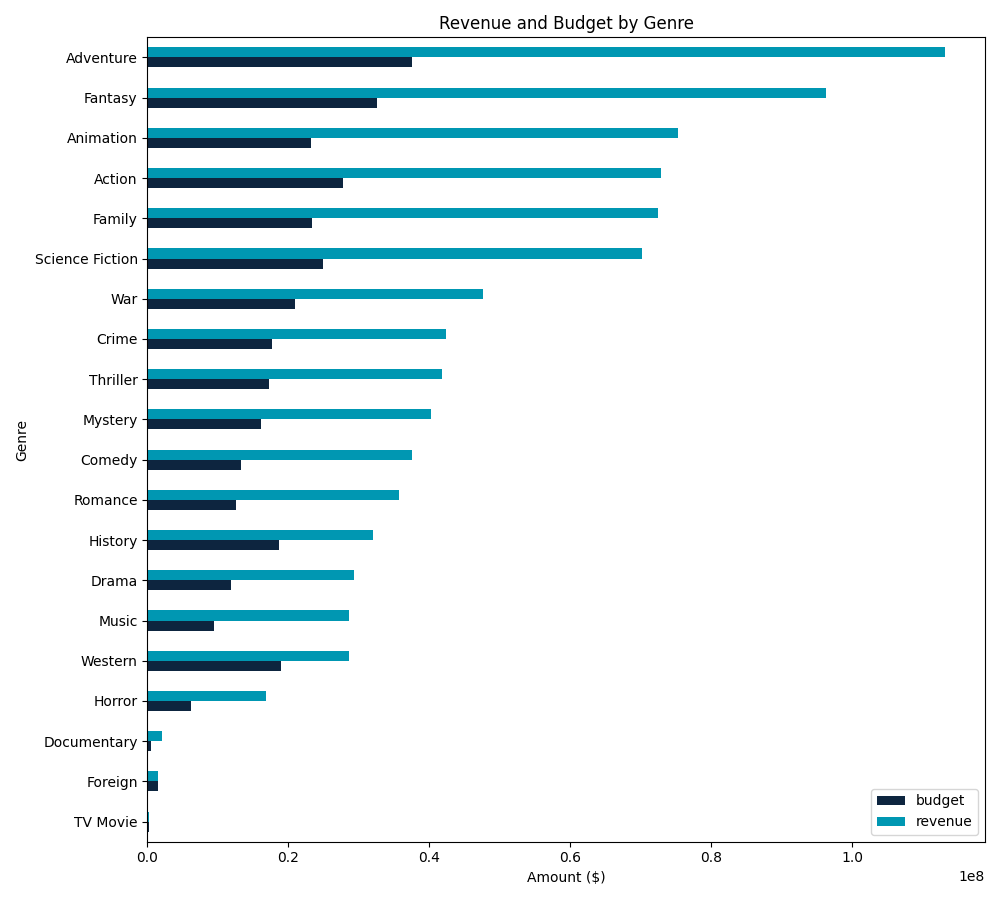 Revenue and Budget by Genre
Adventure
Fantasy
Animation
Action
Family
Science Fiction
War
Crime
Thriller
Mystery
Comedy
Romance
History
Drama
Music
Western
Horror
Documentary
Foreign
TV Movie
Genre
budget
revenue
0.0 0.2 0.4 0.6 0.8 1.0
Amount ($)
1e8